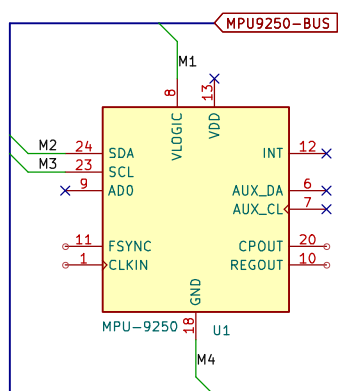 MPU9250-BUS
M1
8
13
VLOGIC
VDD
M2
24 SDA
INT 12
M3
23 SCL
9 AD0
AUX_DA 6
AUX_CL 7
11 FSYNC
CPOUT 20
1 CLKIN
REGOUT 10
GND
MPU-9250
18
U1
M4